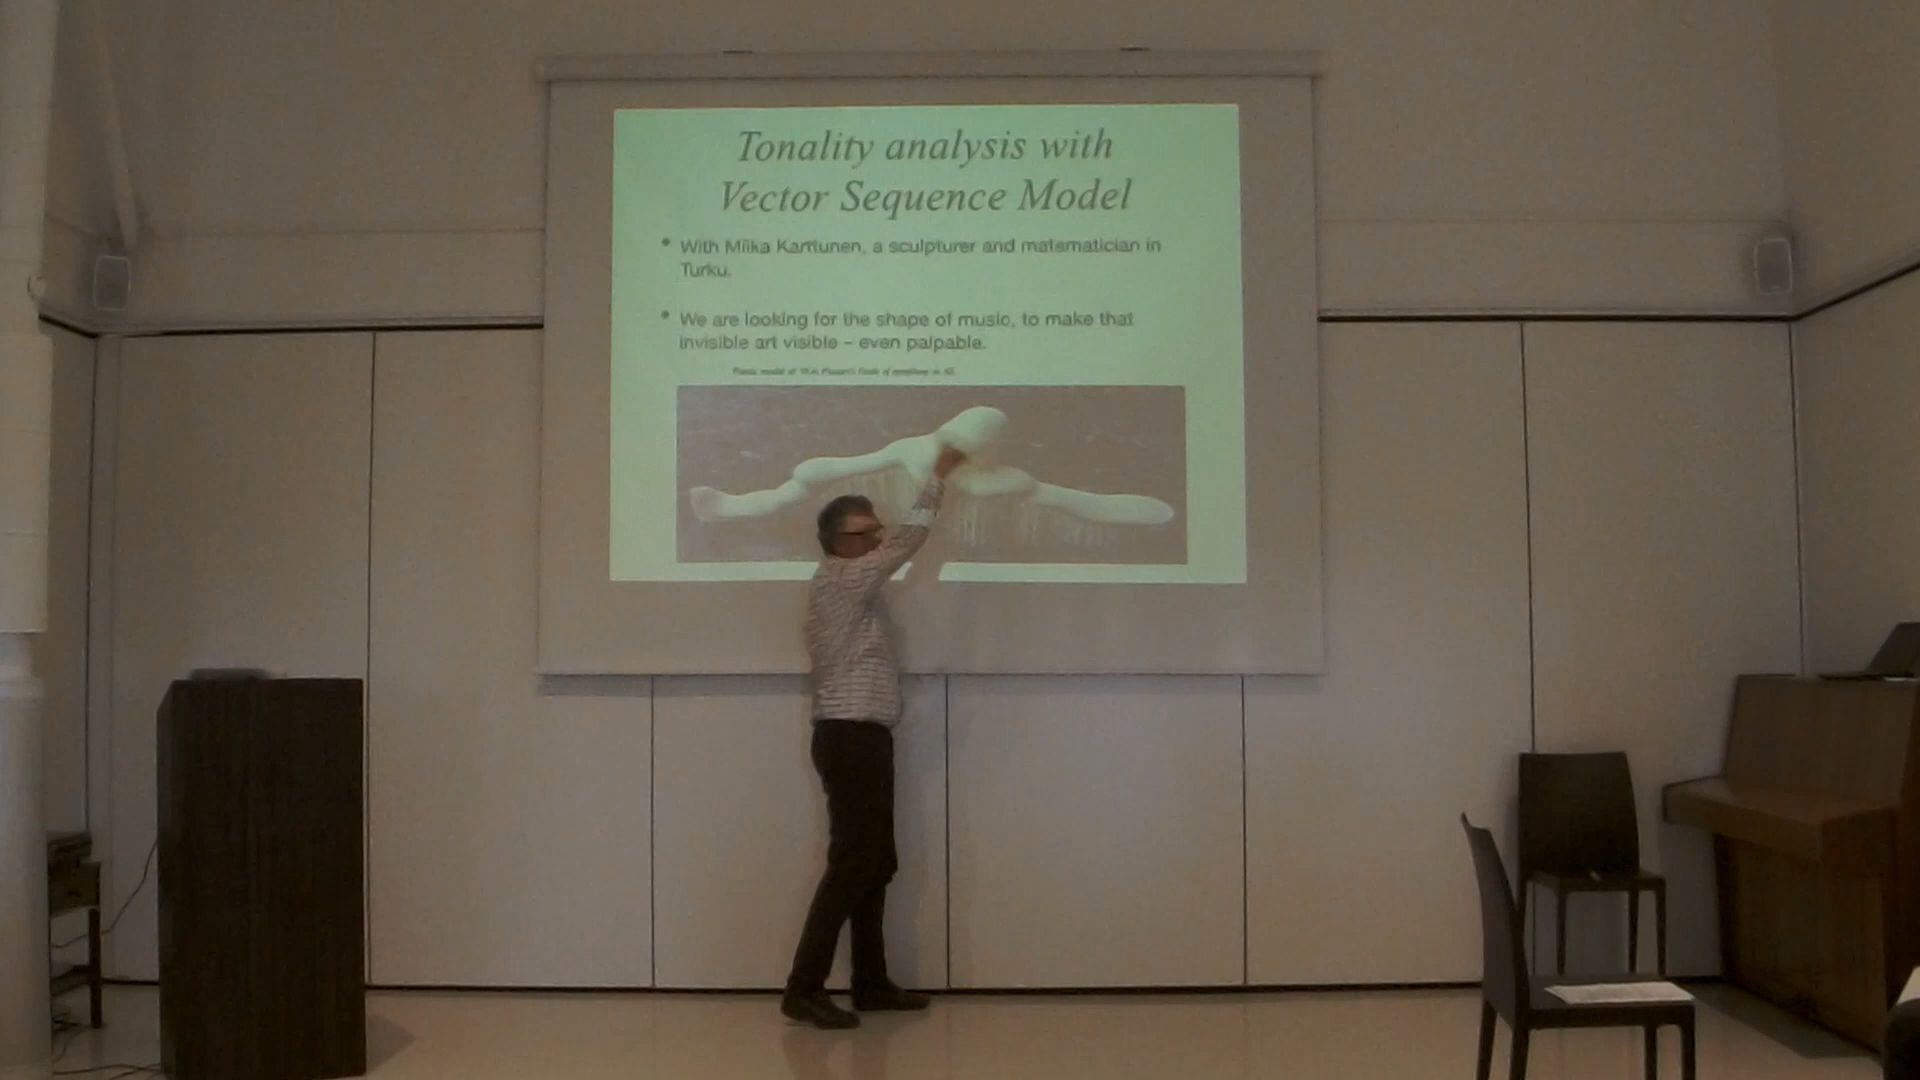 Tonality analysis with
Vector Sequence Model
• With Miika Karttunen, a sculpturer and matematician in
Turku.
• We are looking for the shape of music, to make that
invisible art visible – even palpable.